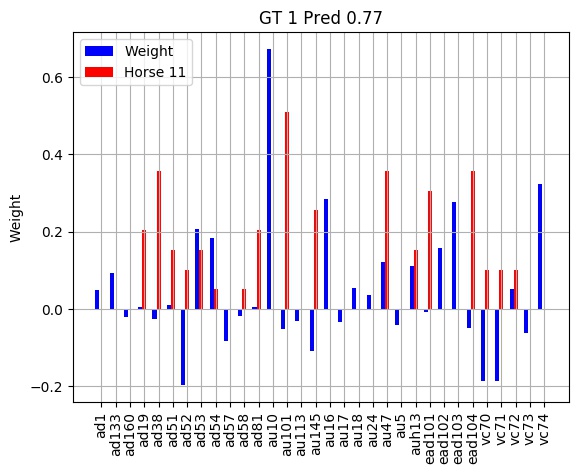 GT 1 Pred 0.77
Weight
Horse 11
Weight
0.6
0.4
0.2
0.0
−0.2
ad1
ad133
ad160
ad19
ad38
ad51
ad52
ad53
ad54
ad57
ad58
ad81
au10
au101
au113
au145
au16
au17
au18
au24
au47
au5
auh13
ead101
ead102
ead103
ead104
vc70
vc71
vc72
vc73
vc74